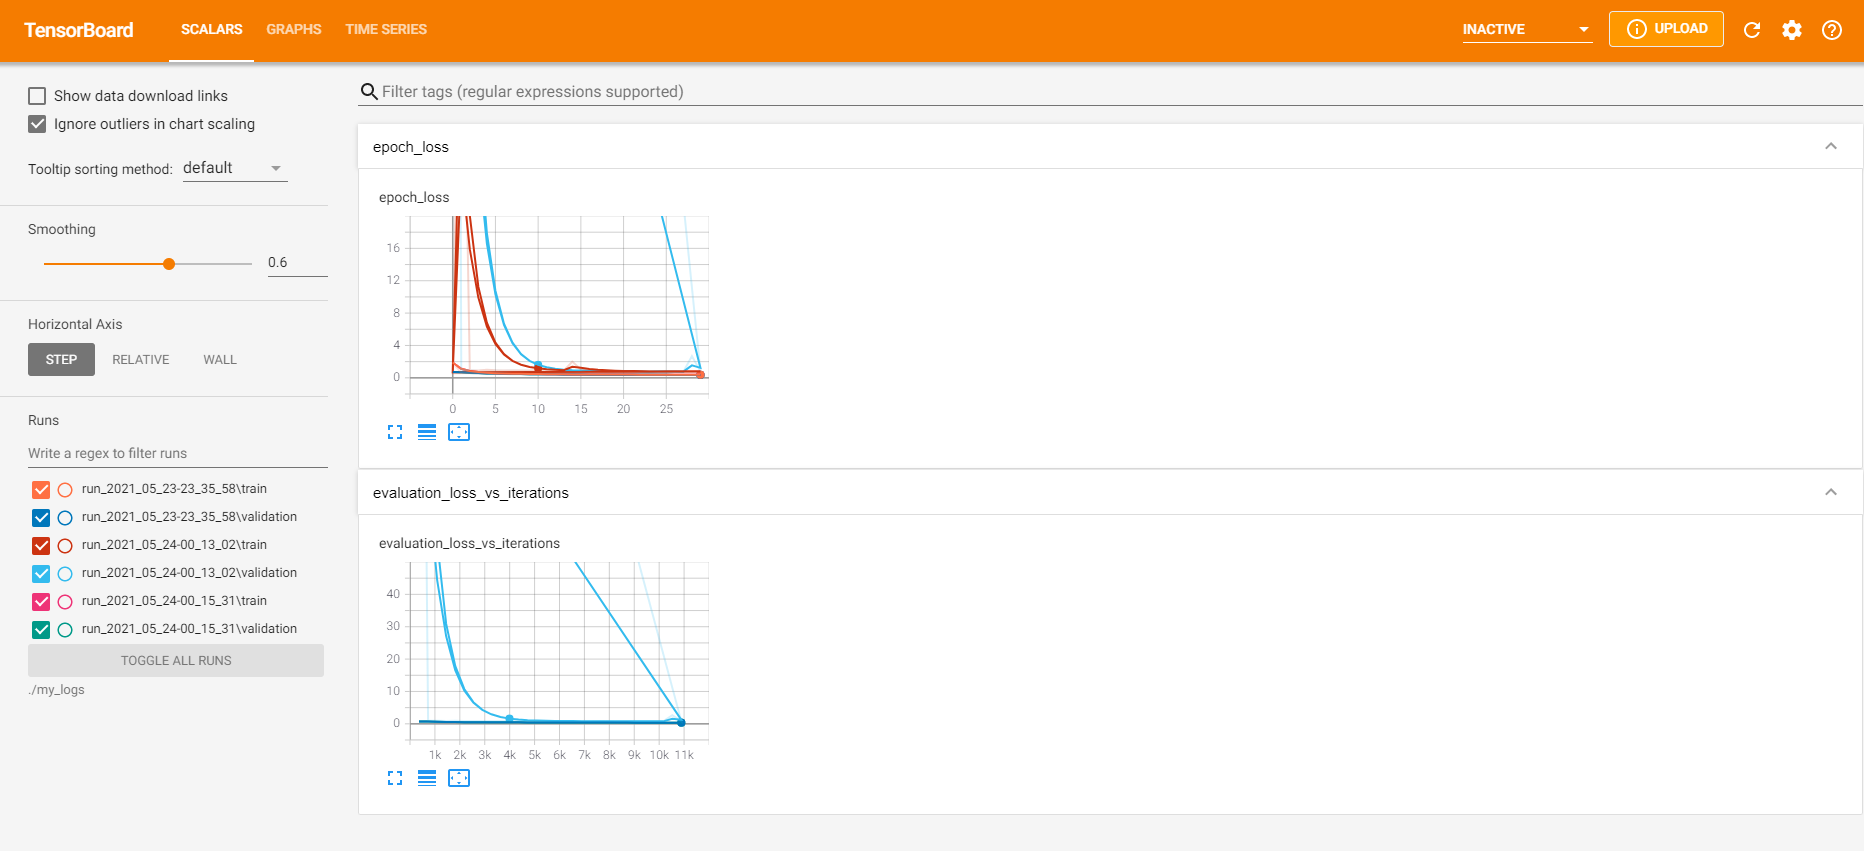 TensorBoard SCALARS GRAPHS TIME SERIES INACTIVE UPLOAD
Show data download links
Ignore outliers in chart scaling
Tooltip sorting method: default
Smoothing
0.6
Horizontal Axis
STEP RELATIVE WALL
Runs
Write a regex to filter runs
run_2021_05_23-23_35_58\train
run_2021_05_23-23_35_58\validation
run_2021_05_24-00_13_02\train
run_2021_05_24-00_13_02\validation
run_2021_05_24-00_15_31\train
run_2021_05_24-00_15_31\validation
TOGGLE ALL RUNS
./my_logs
Filter tags (regular expressions supported)
epoch_loss
epoch_loss
16
12
8
4
0
0 5 10 15 20 25
evaluation_loss_vs_iterations
evaluation_loss_vs_iterations
40
30
20
10
0
1k 2k 3k 4k 5k 6k 7k 8k 9k 10k 11k